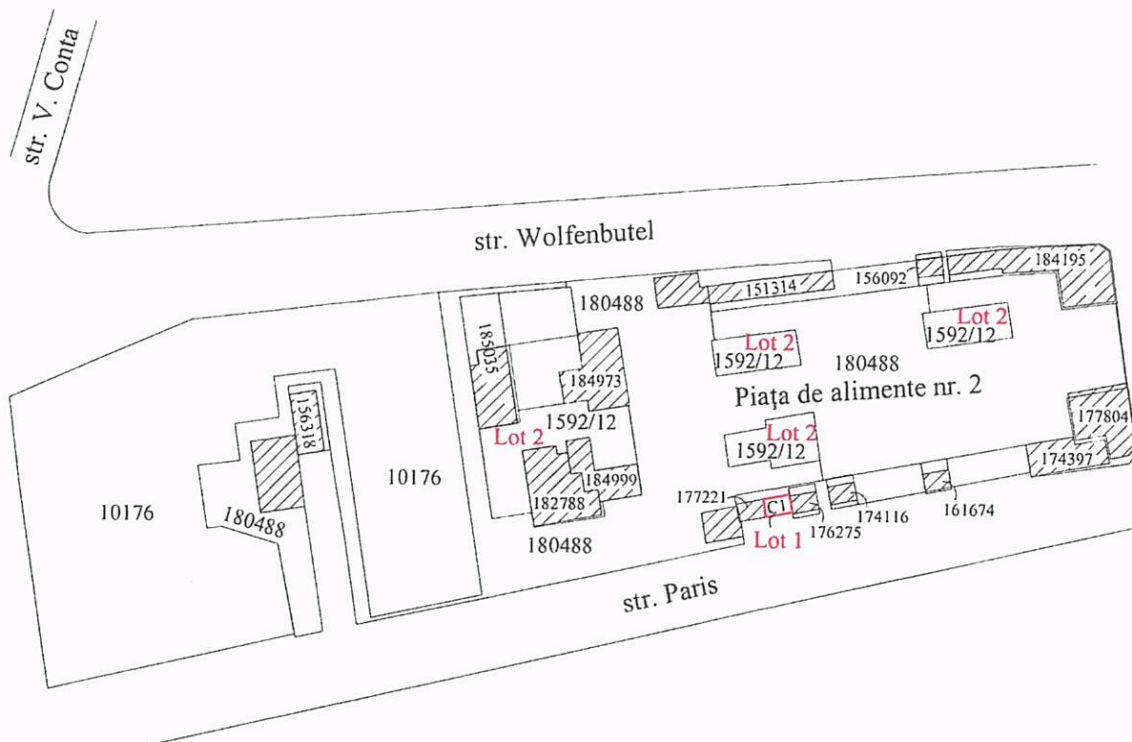 str. V. Conta
str. Wolfenbutel
180488
151314
156092
184195
185035
184973
Lot 2
1592/12
Lot 2
1592/12
180488
Piața de alimente nr. 2
156318
1592/12
Lot 2
Lot 2
1592/12
177804
174397
10176
10176
180488
182788
184999
180488
177221
C1
Lot 1
176275
174116
161674
str. Paris